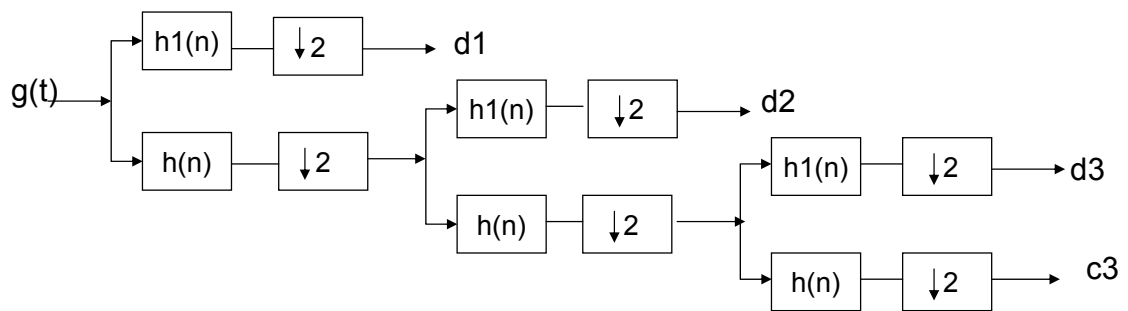 h1(n) ↓2 d1
g(t)
h1(n) ↓2 d2
h(n) ↓2
h1(n) ↓2 d3
h(n) ↓2
h(n) ↓2 c3